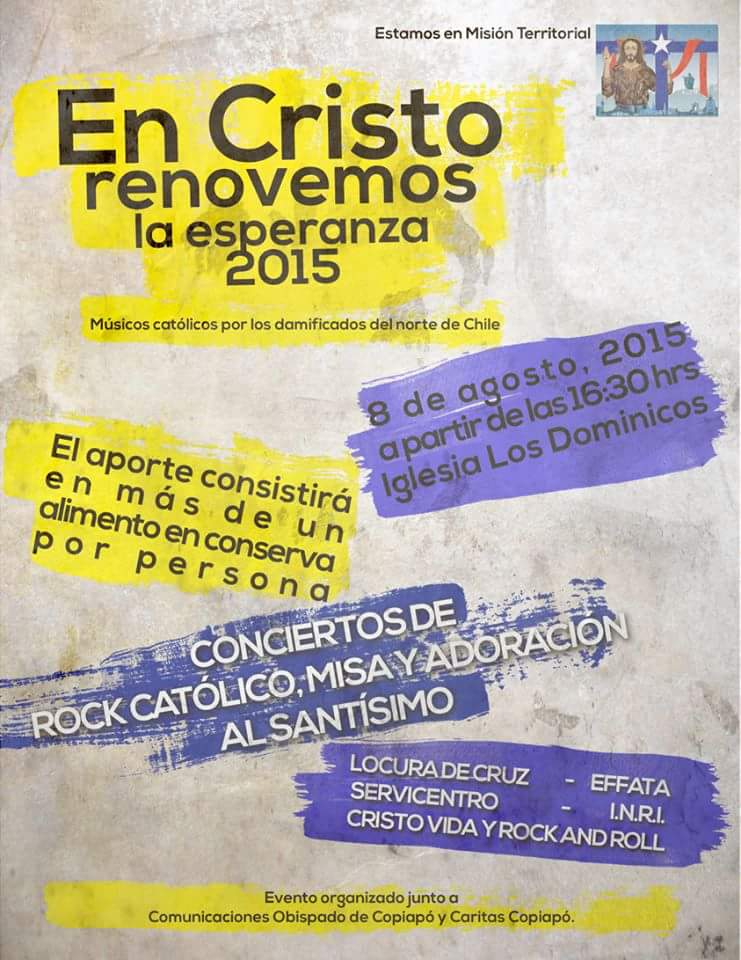 Estamos en Misión Territorial
En Cristo
renovemos
la esperanza
2015
Músicos católicos por los damificados del norte de Chile
8 de agosto, 2015
a partir de las 16:30 hrs
Iglesia Los Dominicos
El aporte consistirá
en más de un
alimento en conserva
por persona
CONCIERTOS DE
ROCK CATÓLICO, MISA Y ADORACIÓN
AL SANTÍSIMO
LOCURA DE CRUZ - EFFATA
SERVICENTRO - I.N.R.I.
CRISTO VIDA Y ROCK AND ROLL
Evento organizado junto a
Comunicaciones Obispado de Copiapó y Caritas Copiapó.